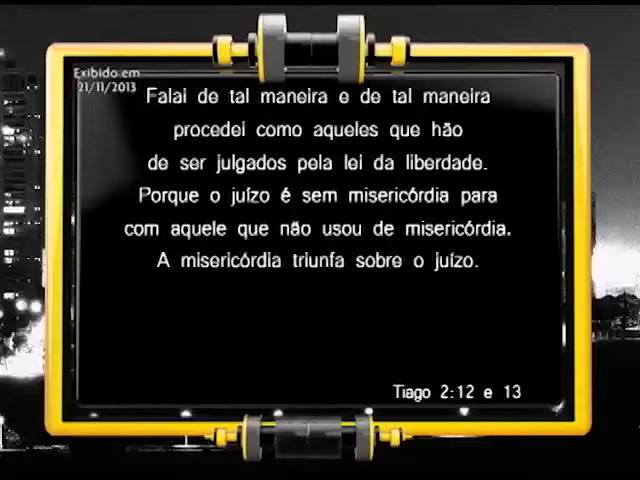 Exibido em
21/11/2013
Falai de tal maneira e de tal maneira
procedei como aqueles que hão
de ser julgados pela lei da liberdade.
Porque o juízo é sem misericórdia para
com aquele que não usou de misericórdia.
A misericórdia triunfa sobre o juízo.
Tiago 2:12 e 13